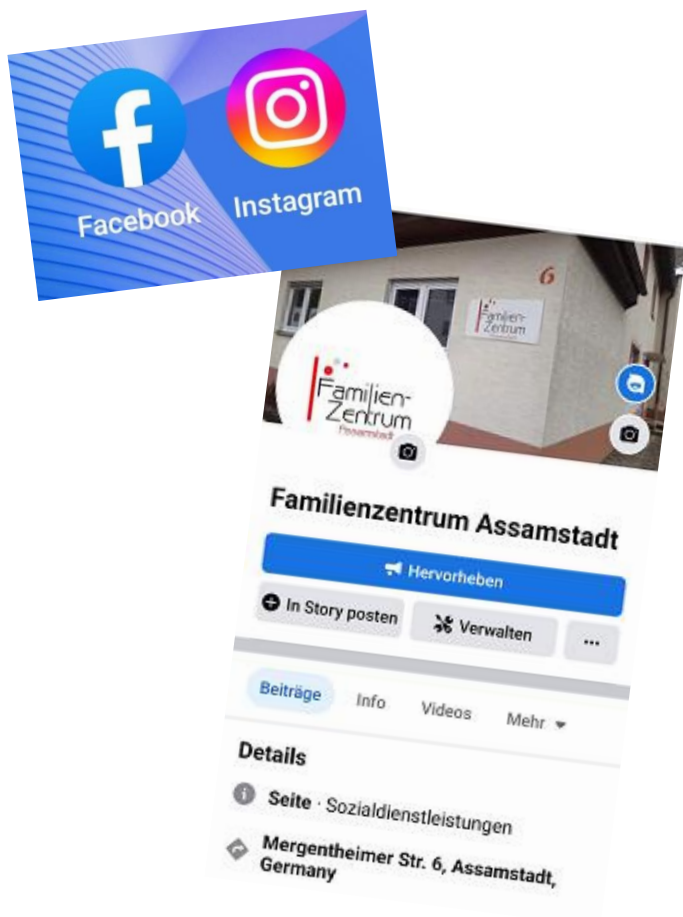 Facebook
Instagram
6
Familien-
Zentrum
Familien-
Zentrum
Assamstadt
Familienzentrum Assamstadt
Hervorheben
In Story posten
Verwalten
...
Beiträge
Info
Videos
Mehr
Details
Seite · Sozialdienstleistungen
Mergentheimer Str. 6, Assamstadt,
Germany